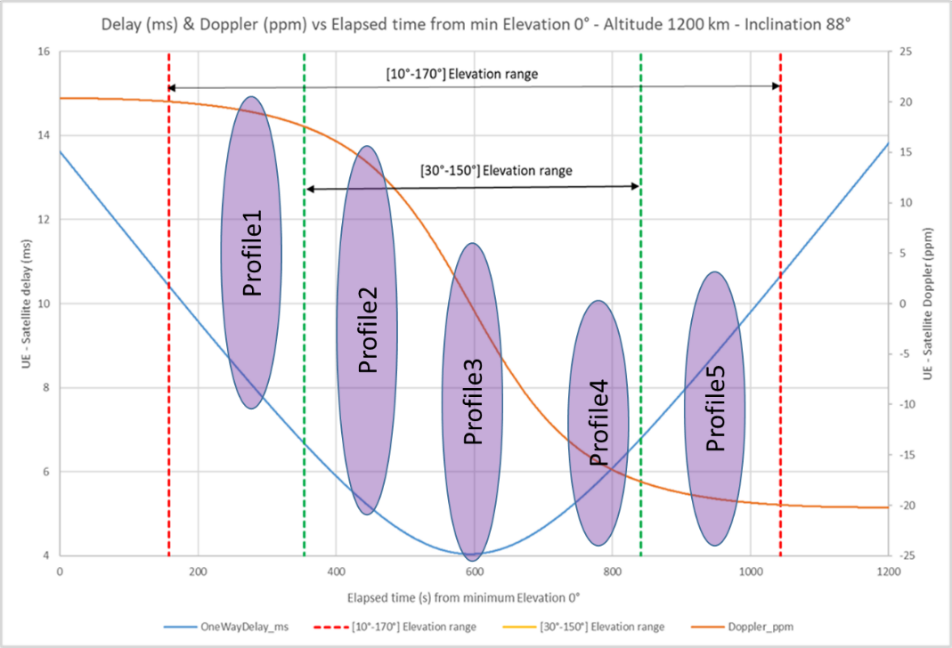 Delay (ms) & Doppler (ppm) vs Elapsed time from min Elevation 0° - Altitude 1200 km - Inclination 88°
16
14
12
10
8
6
4
UE - Satellite delay (ms)
25
20
15
10
5
0
-5
-10
-15
-20
-25
UE - Satellite Doppler (ppm)
[10°-170°] Elevation range
[30°-150°] Elevation range
Profile1
Profile2
Profile3
Profile4
Profile5
0 200 400 600 800 1000 1200
Elapsed time (s) from minimum Elevation 0°
OneWayDelay_ms [10°-170°] Elevation range [30°-150°] Elevation range Doppler_ppm